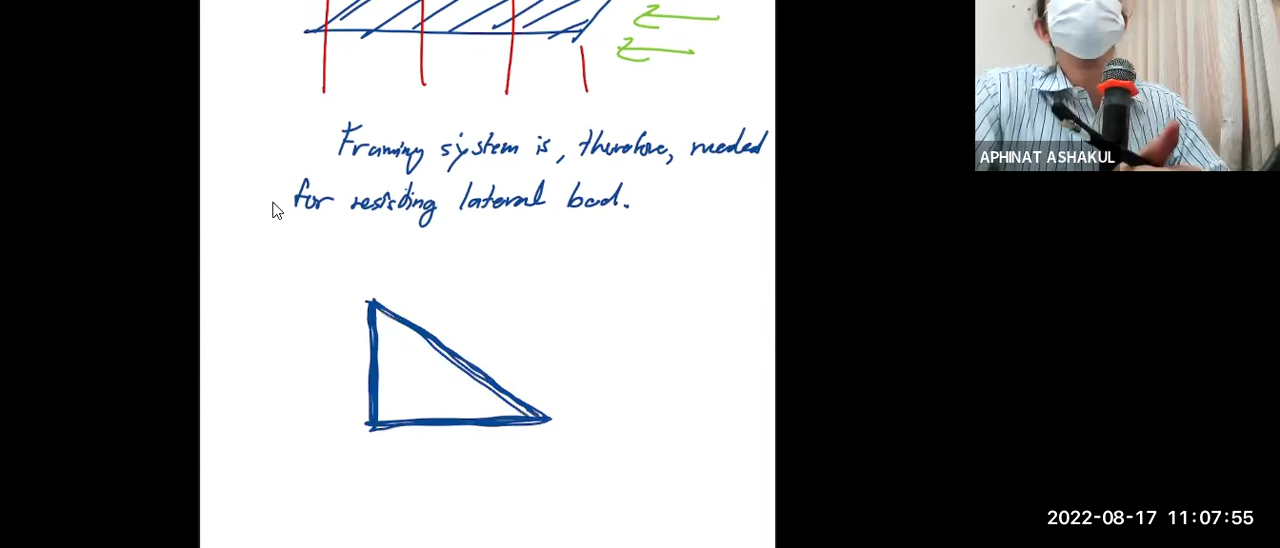 Framing system is, therefore, needed
for resisting lateral load.
APHINAT ASHAKUL
2022-08-17 11:07:55